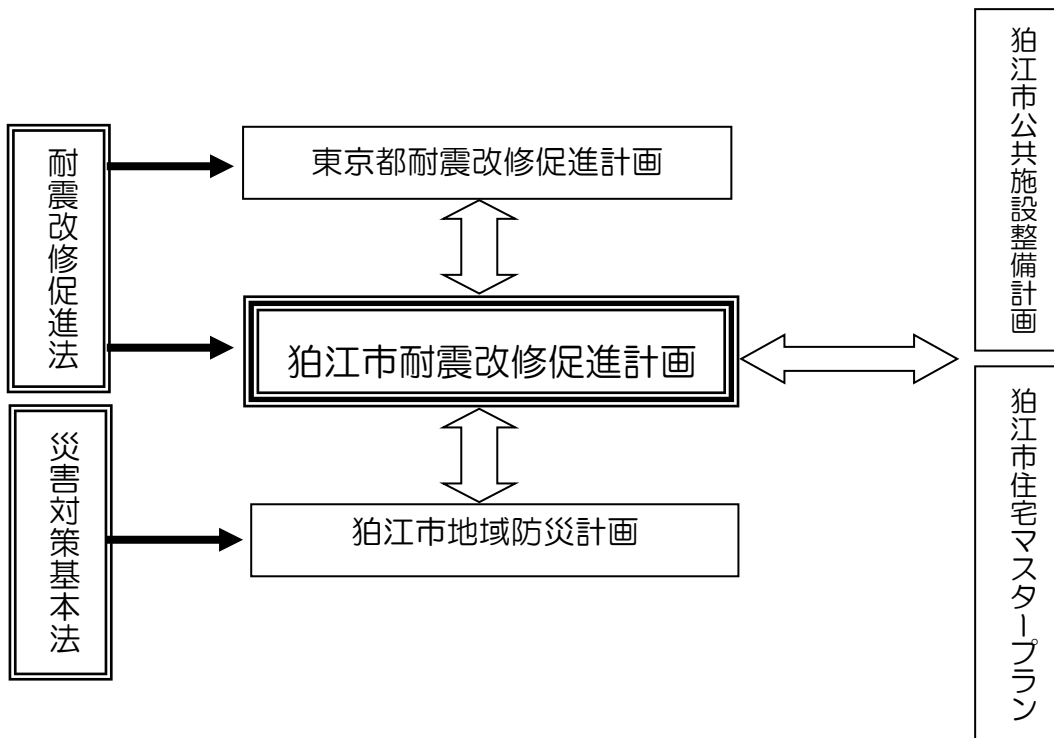 耐震改修促進法
災害対策基本法
東京都耐震改修促進計画
狛江市耐震改修促進計画
狛江市地域防災計画
狛江市公共施設整備計画
狛江市住宅マスタープラン